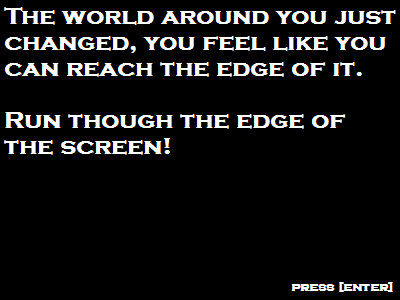 The world around you just
changed, you feel like you
can reach the edge of it.
Run though the edge of
the screen!
press [enter]